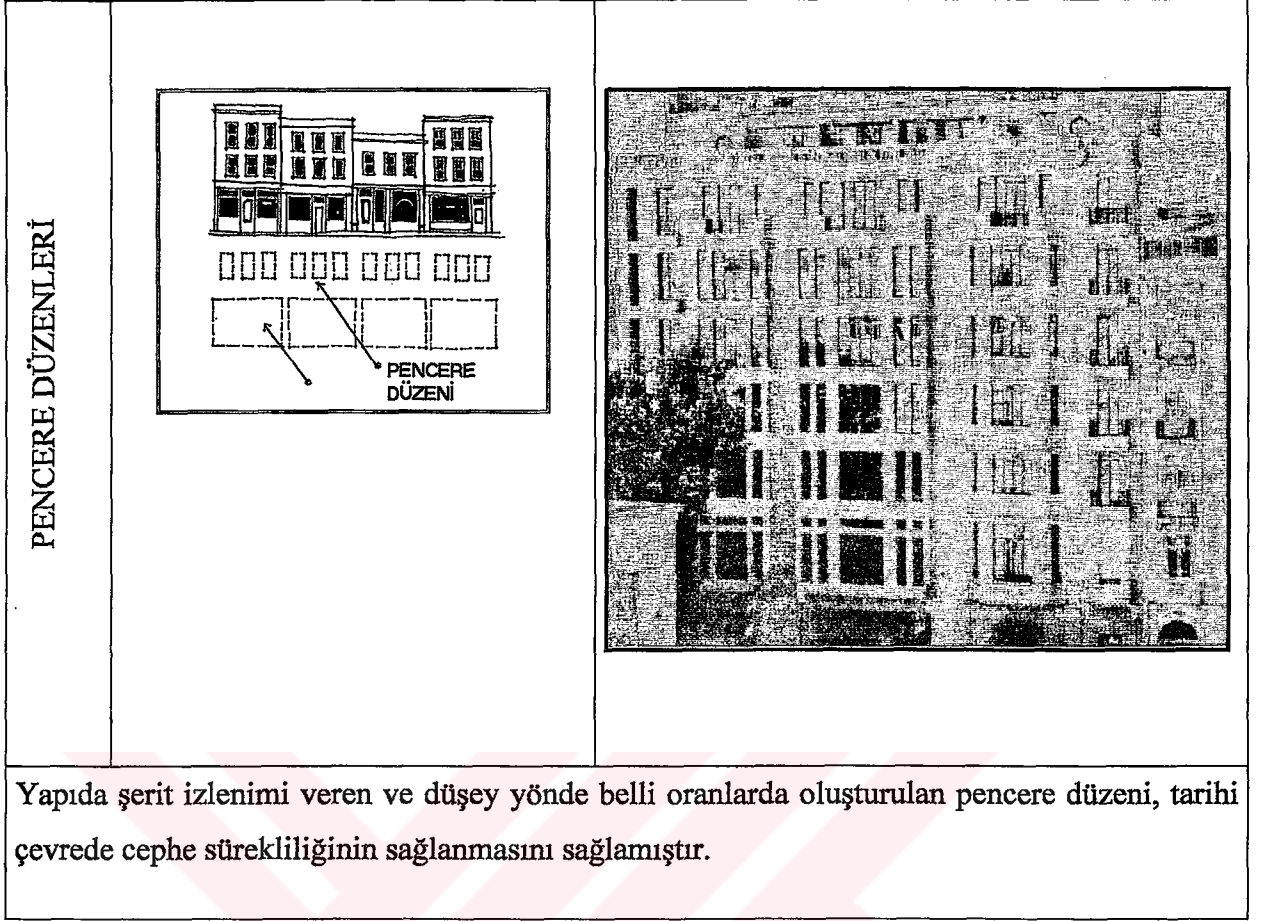 PENCERE DÜZENLERİ
PENCERE
DÜZENİ
Yapıda şerit izlenimi veren ve düşey yönde belli oranlarda oluşturulan pencere düzeni, tarihi
çevrede cephe sürekliliğinin sağlanmasını sağlamıştır.